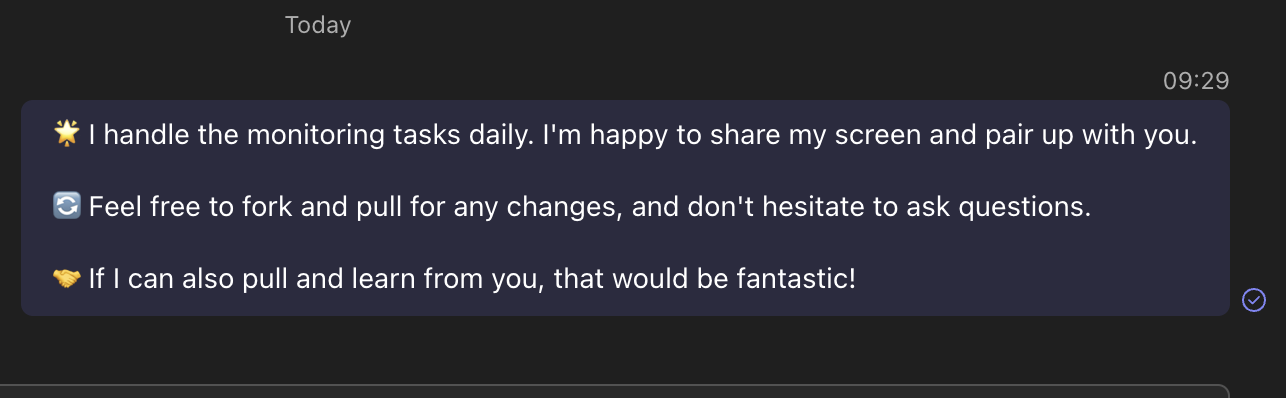 Today
09:29
🌟 I handle the monitoring tasks daily. I'm happy to share my screen and pair up with you.
🔄 Feel free to fork and pull for any changes, and don't hesitate to ask questions.
🤝 If I can also pull and learn from you, that would be fantastic!